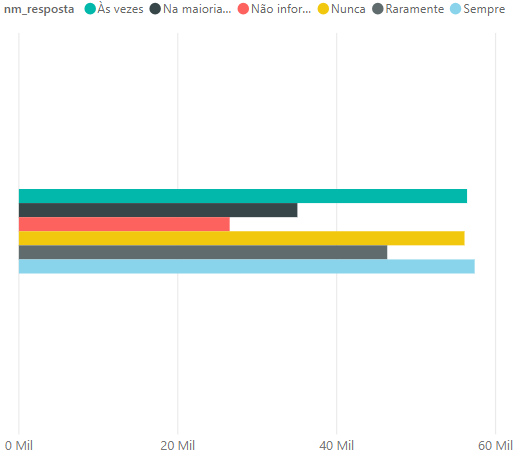 nm_resposta Às vezes Na maioria... Não infor... Nunca Raramente Sempre
0 Mil 20 Mil 40 Mil 60 Mil